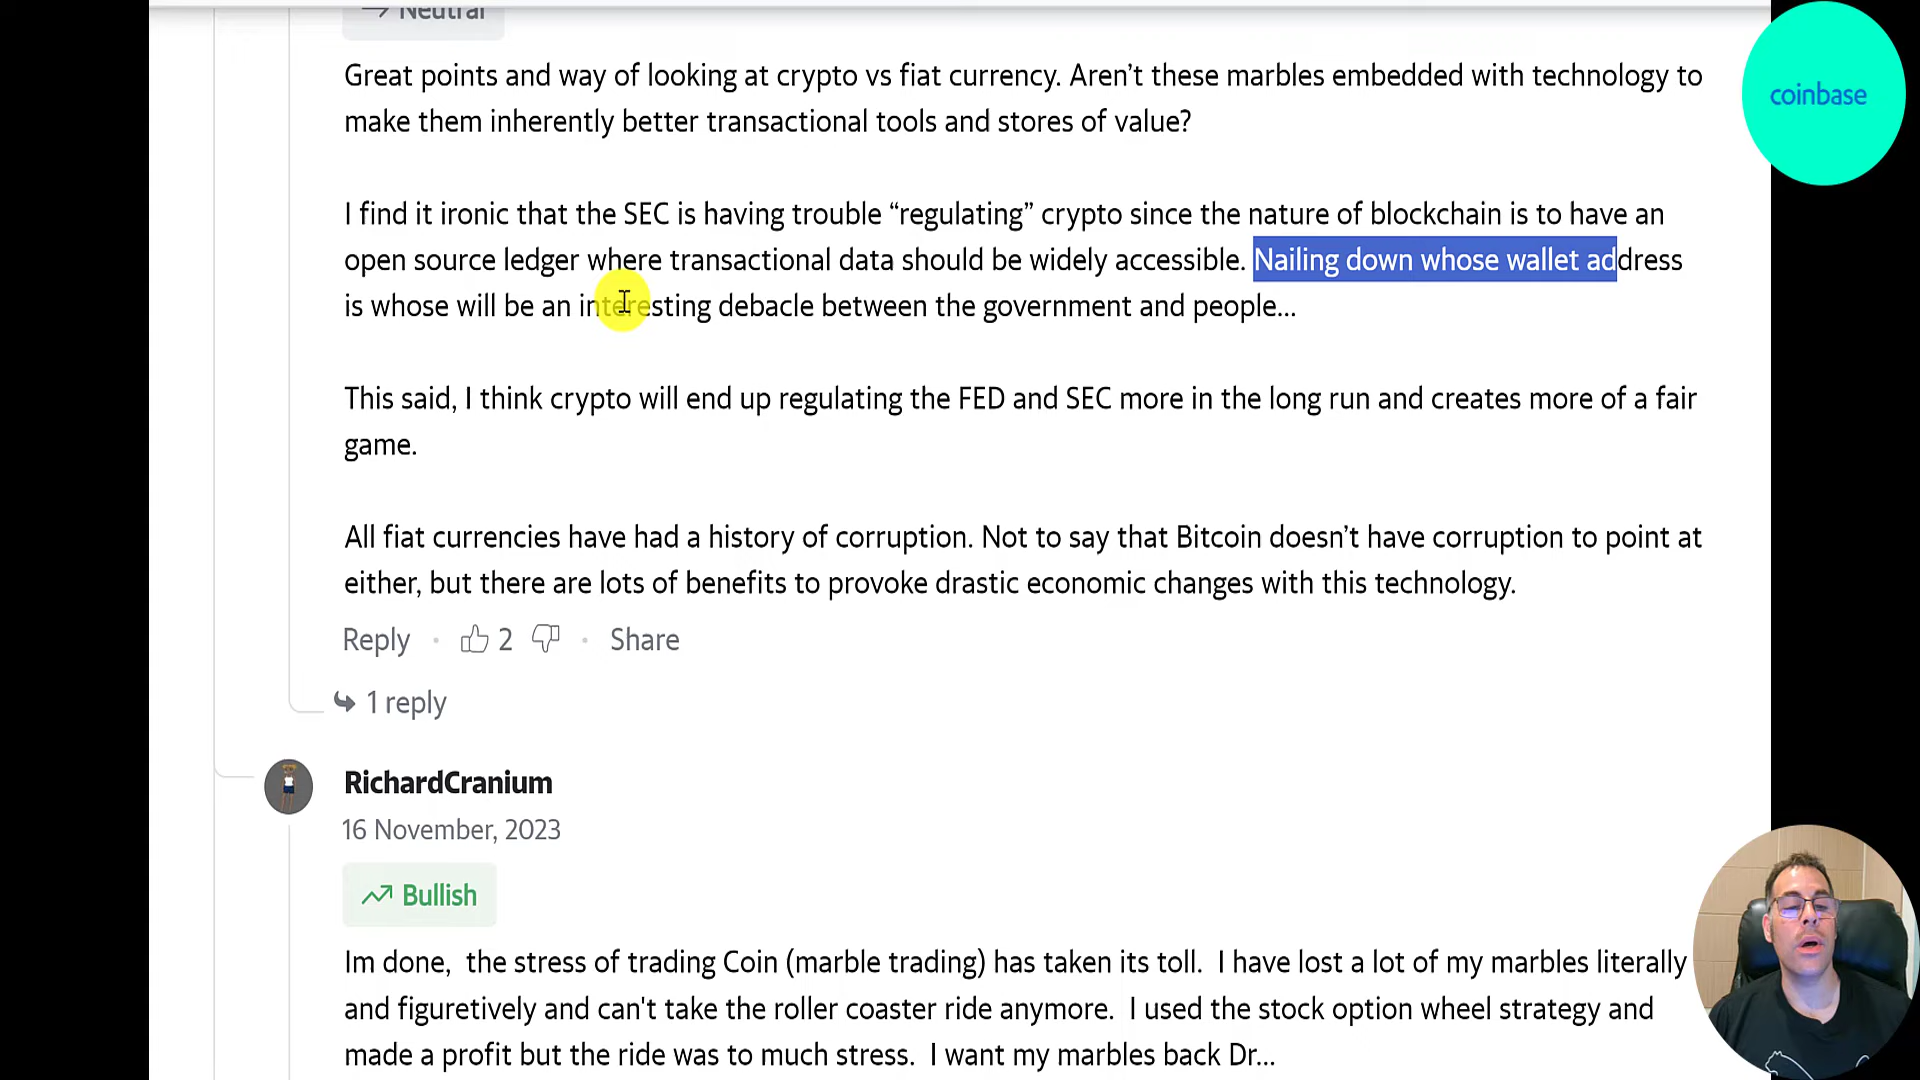 Neutral
coinbase
Great points and way of looking at crypto vs fiat currency. Aren’t these marbles embedded with technology to
make them inherently better transactional tools and stores of value?
I find it ironic that the SEC is having trouble “regulating” crypto since the nature of blockchain is to have an
open source ledger where transactional data should be widely accessible. Nailing down whose wallet address
is whose will be an interesting debacle between the government and people...
This said, I think crypto will end up regulating the FED and SEC more in the long run and creates more of a fair
game.
All fiat currencies have had a history of corruption. Not to say that Bitcoin doesn’t have corruption to point at
either, but there are lots of benefits to provoke drastic economic changes with this technology.
Reply · 2 · Share
1 reply
RichardCranium
16 November, 2023
Bullish
Im done,  the stress of trading Coin (marble trading) has taken its toll.  I have lost a lot of my marbles literally
and figuretively and can't take the roller coaster ride anymore.  I used the stock option wheel strategy and
made a profit but the ride was to much stress.  I want my marbles back Dr...